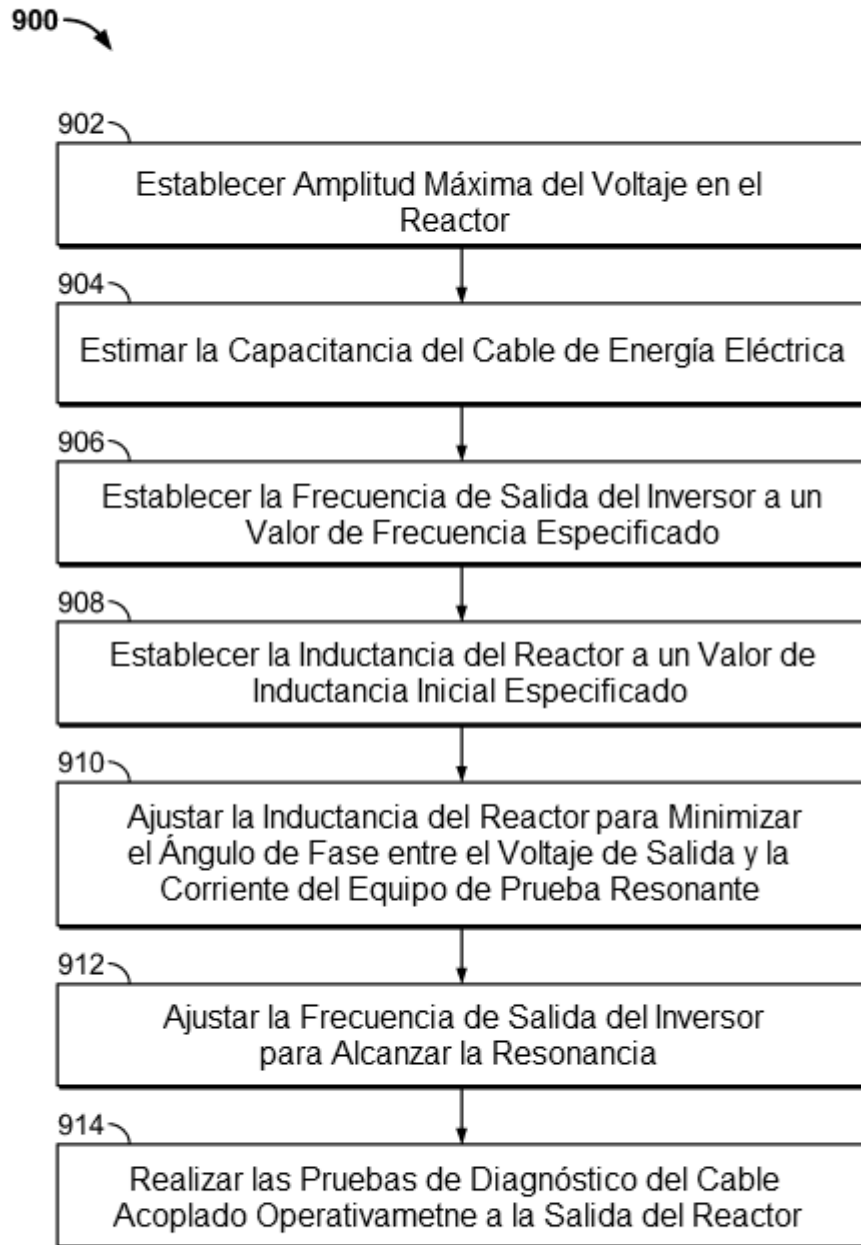 900
902
Establecer Amplitud Máxima del Voltaje en el
Reactor
904
Estimar la Capacitancia del Cable de Energía Eléctrica
906
Establecer la Frecuencia de Salida del Inversor a un
Valor de Frecuencia Especificado
908
Establecer la Inductancia del Reactor a un Valor de
Inductancia Inicial Especificado
910
Ajustar la Inductancia del Reactor para Minimizar
el Ángulo de Fase entre el Voltaje de Salida y la
Corriente del Equipo de Prueba Resonante
912
Ajustar la Frecuencia de Salida del Inversor
para Alcanzar la Resonancia
914
Realizar las Pruebas de Diagnóstico del Cable
Acoplado Operativametne a la Salida del Reactor